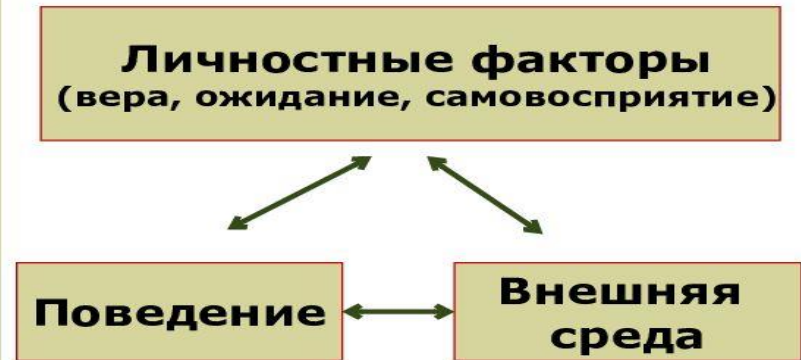 Личностные факторы
(вера, ожидание, самовосприятие)
Поведение
Внешняя
среда